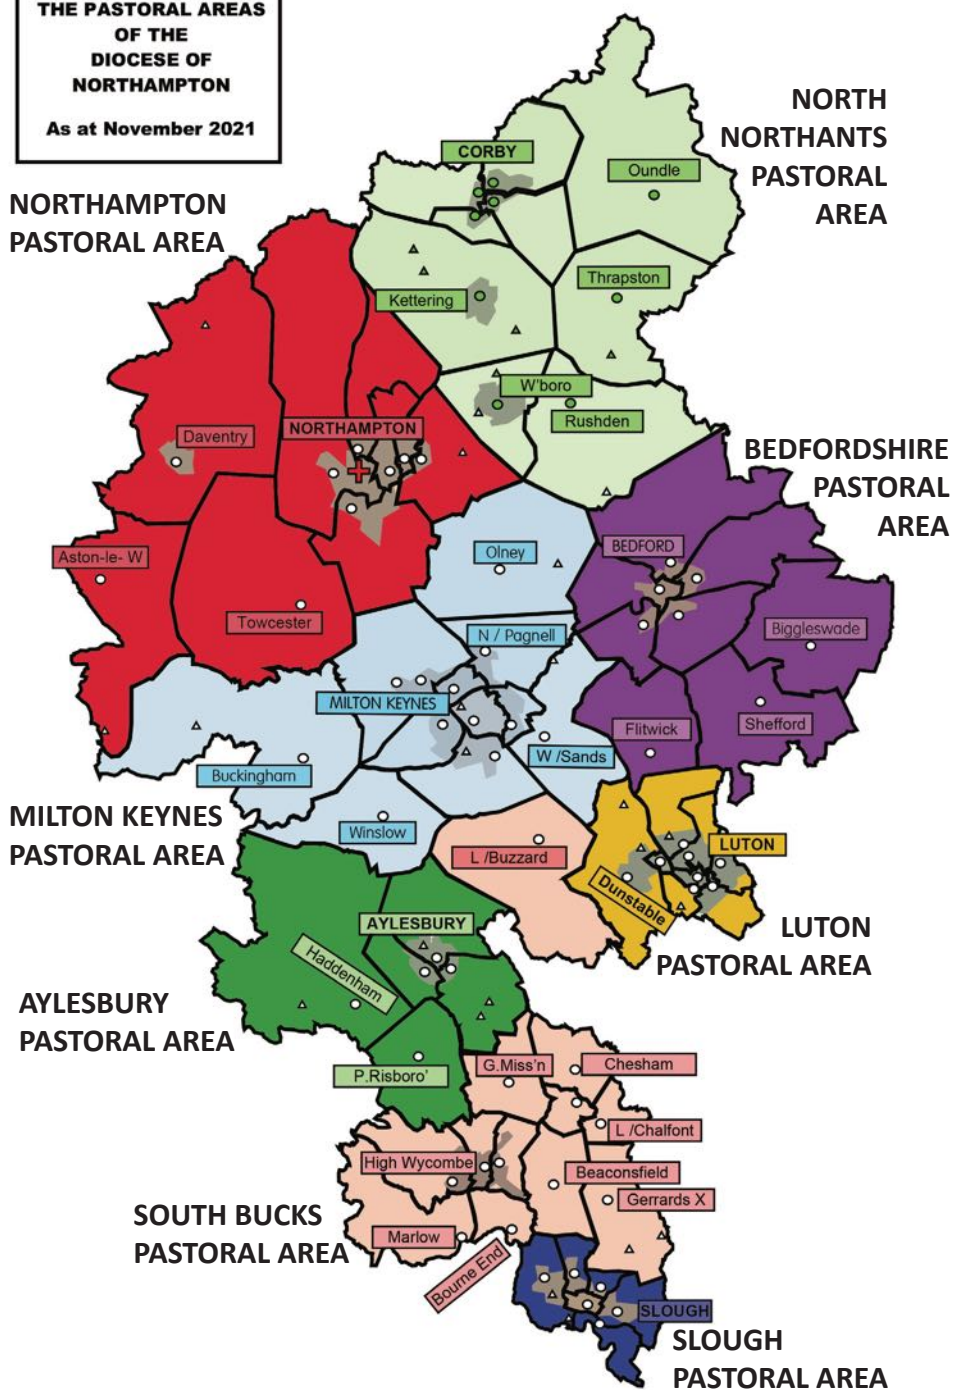 THE PASTORAL AREAS
OF THE
DIOCESE OF
NORTHAMPTON
As at November 2021
NORTH
NORTHANTS
PASTORAL
AREA
CORBY
Oundle
NORTHAMPTON
PASTORAL AREA
Thrapston
Kettering
W'boro
Rushden
Daventry
NORTHAMPTON
BEDFORDSHIRE
PASTORAL
AREA
Aston-le- W
Olney
BEDFORD
Towcester
N / Pagnell
Biggleswade
MILTON KEYNES
Flitwick
Shefford
W /Sands
Buckingham
MILTON KEYNES
PASTORAL AREA
Winslow
L /Buzzard
LUTON
Dunstable
LUTON
PASTORAL AREA
AYLESBURY
Haddenham
AYLESBURY
PASTORAL AREA
P.Risboro'
G.Miss'n
Chesham
L /Chalfont
High Wycombe
Beaconsfield
Gerrards X
SOUTH BUCKS
PASTORAL AREA
Marlow
Bourne End
SLOUGH
SLOUGH
PASTORAL AREA